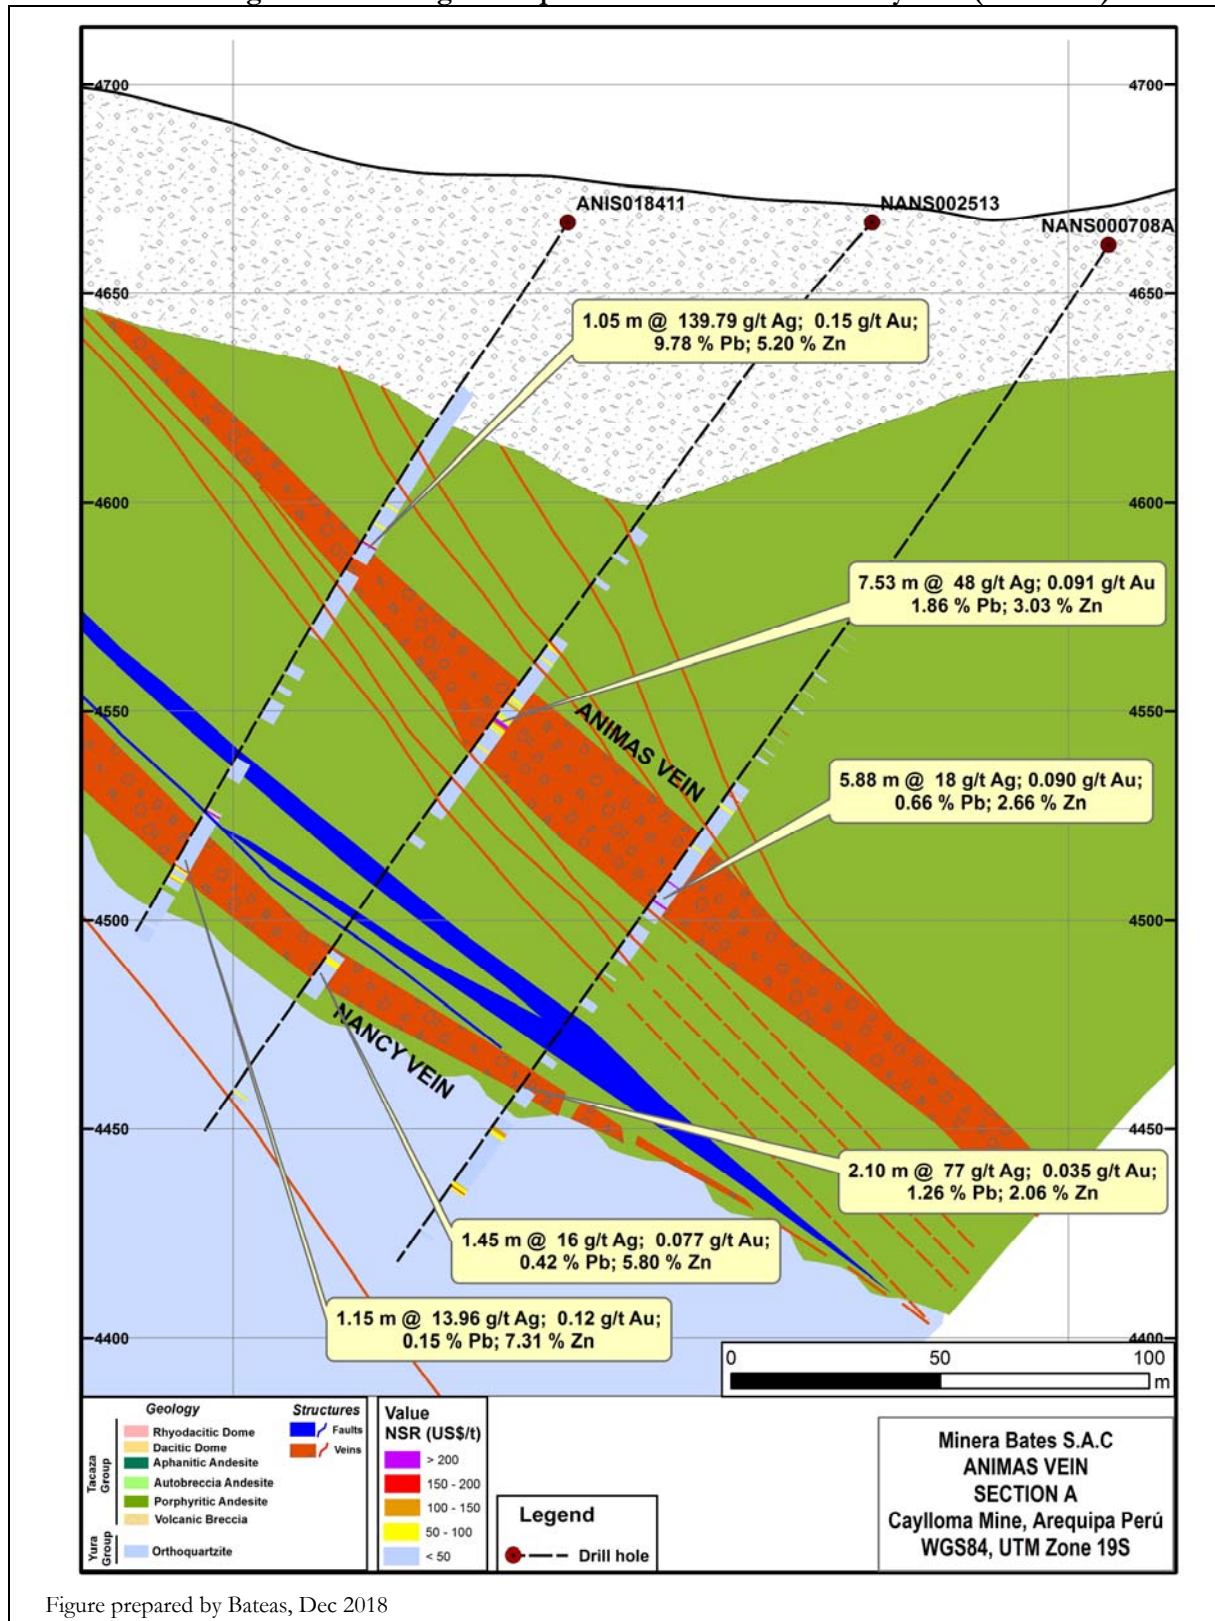 4700
4700
ANIS018411
NANS002513
NANS000708A
4650
4650
1.05 m @ 139.79 g/t Ag; 0.15 g/t Au;
9.78 % Pb; 5.20 % Zn
4600
4600
7.53 m @ 48 g/t Ag; 0.091 g/t Au
1.86 % Pb; 3.03 % Zn
4550
4550
ANIMAS VEIN
5.88 m @ 18 g/t Ag; 0.090 g/t Au;
0.66 % Pb; 2.66 % Zn
4500
4500
NANCY VEIN
4450
4450
2.10 m @ 77 g/t Ag; 0.035 g/t Au;
1.26 % Pb; 2.06 % Zn
1.45 m @ 16 g/t Ag; 0.077 g/t Au;
0.42 % Pb; 5.80 % Zn
1.15 m @ 13.96 g/t Ag; 0.12 g/t Au;
0.15 % Pb; 7.31 % Zn
4400
4400
0 50 100
m
Geology
Tacaza Group
Rhyodacitic Dome
Dacitic Dome
Aphanitic Andesite
Autobreccia Andesite
Porphyritic Andesite
Volcanic Breccia
Yura Group
Orthoquartzite
Structures
Faults
Veins
Value
NSR (US$/t)
> 200
150 - 200
100 - 150
50 - 100
< 50
Legend
Drill hole
Minera Bates S.A.C
ANIMAS VEIN
SECTION A
Caylloma Mine, Arequipa Perú
WGS84, UTM Zone 19S
Figure prepared by Bateas, Dec 2018